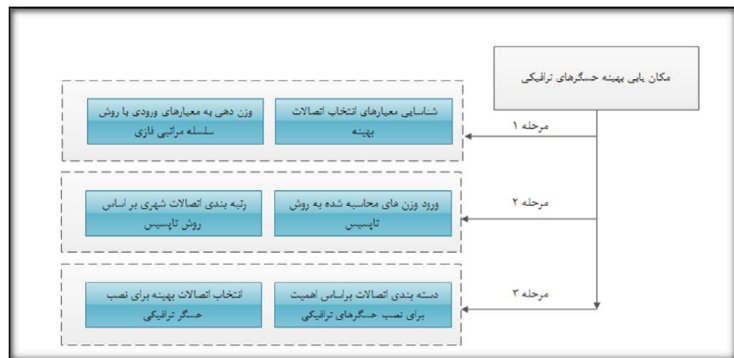 مکان یابی بهینه حسگرهای ترافیکی
مرحله ۱
شناسایی معیارهای انتخاب اتصالات
بهینه
وزن دهی به معیارهای ورودی با روش
سلسله مراتبی فازی
مرحله ۲
ورود وزن های محاسبه شده به روش
تاپسیس
رتبه بندی اتصالات شهری بر اساس
روش تاپسیس
مرحله ۳
دسته بندی اتصالات براساس اهمیت
برای نصب حسگرهای ترافیکی
انتخاب اتصالات بهینه برای نصب
حسگر ترافیکی